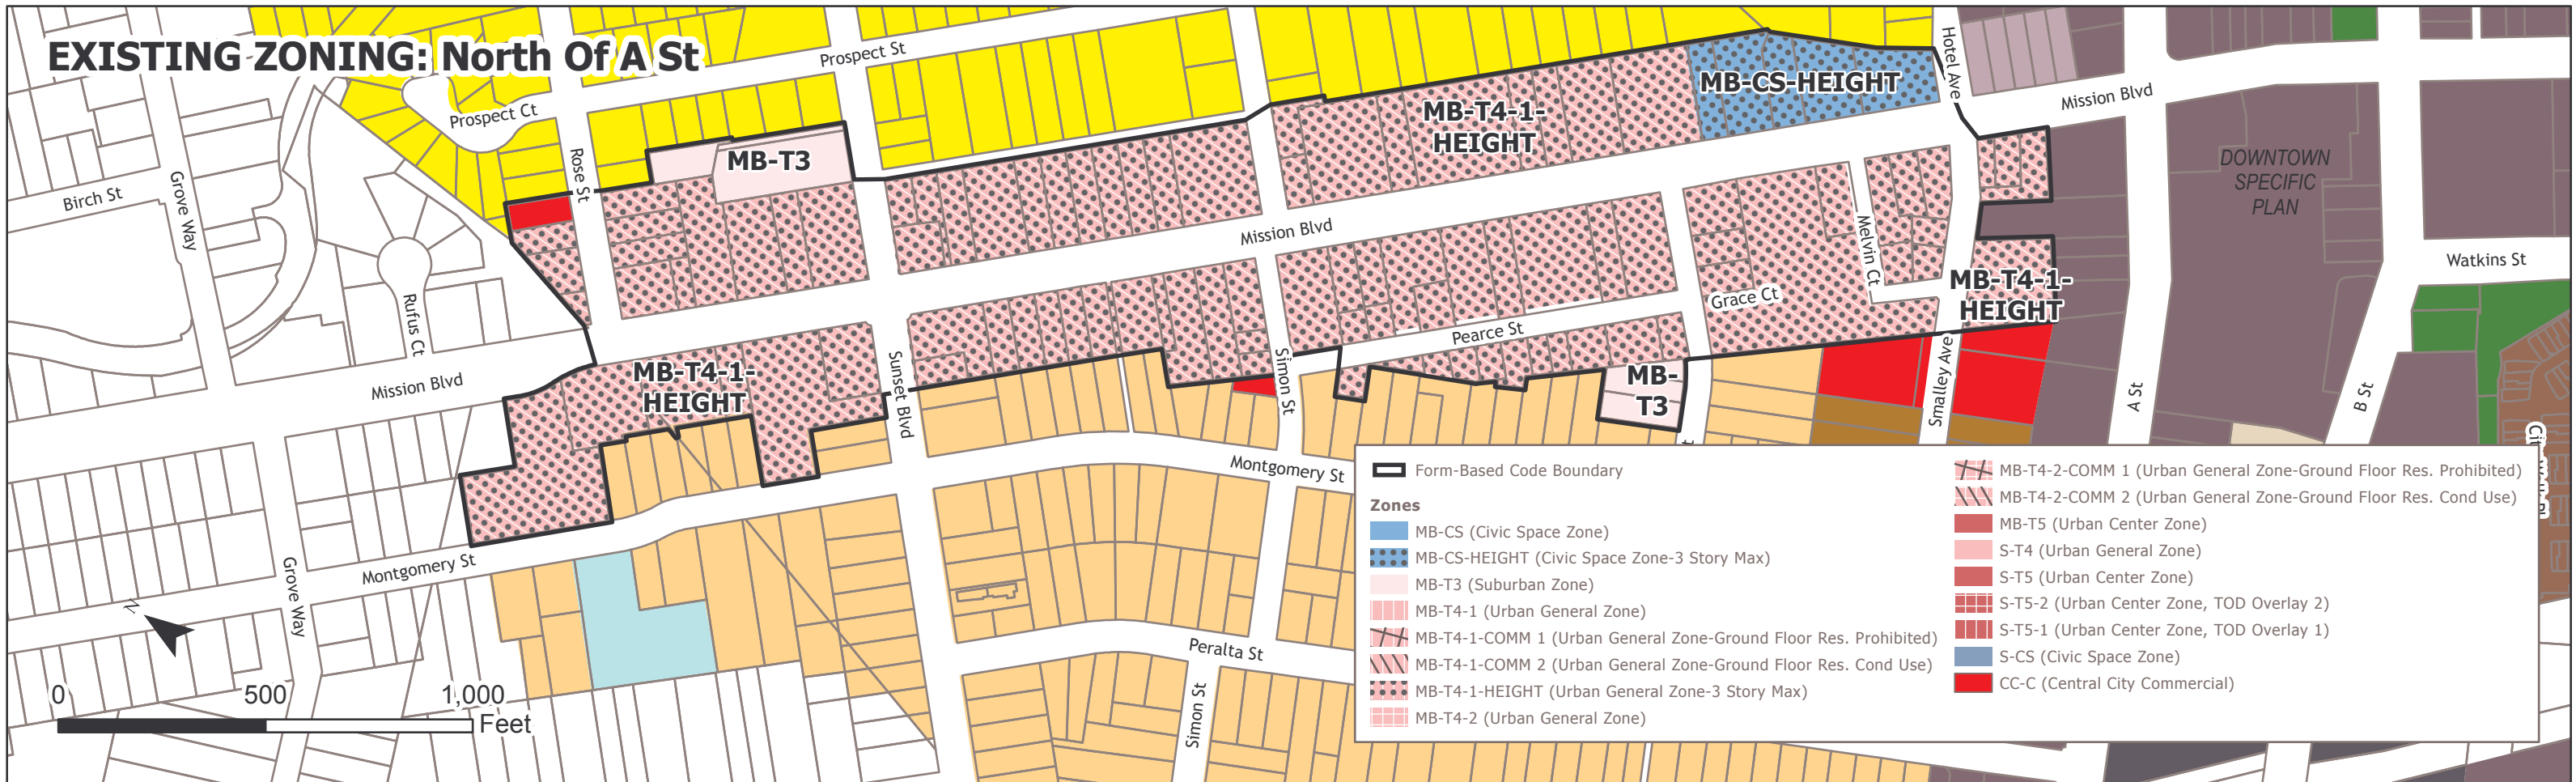 EXISTING ZONING: North Of A St
Prospect St
Prospect Ct
Rose St
Birch St
Grove Way
Rufus Ct
Mission Blvd
MB-T3
MB-T4-1-
HEIGHT
MB-CS-HEIGHT
Hotel Ave
Mission Blvd
DOWNTOWN
SPECIFIC
PLAN
Watkins St
Mission Blvd
Melvin Ct
Grace Ct
MB-T4-1-
HEIGHT
Pearce St
MB-T4-1-
HEIGHT
Sunset Blvd
Simon St
MB-
T3
Smalley Ave
A St
B St
Montgomery St
Montgomery St
Grove Way
Peralta St
Simon St
N
0 500 1,000
Feet
Form-Based Code Boundary
Zones
MB-CS (Civic Space Zone)
MB-CS-HEIGHT (Civic Space Zone-3 Story Max)
MB-T3 (Suburban Zone)
MB-T4-1 (Urban General Zone)
MB-T4-1-COMM 1 (Urban General Zone-Ground Floor Res. Prohibited)
MB-T4-1-COMM 2 (Urban General Zone-Ground Floor Res. Cond Use)
MB-T4-1-HEIGHT (Urban General Zone-3 Story Max)
MB-T4-2 (Urban General Zone)
MB-T4-2-COMM 1 (Urban General Zone-Ground Floor Res. Prohibited)
MB-T4-2-COMM 2 (Urban General Zone-Ground Floor Res. Cond Use)
MB-T5 (Urban Center Zone)
S-T4 (Urban General Zone)
S-T5 (Urban Center Zone)
S-T5-2 (Urban Center Zone, TOD Overlay 2)
S-T5-1 (Urban Center Zone, TOD Overlay 1)
S-CS (Civic Space Zone)
CC-C (Central City Commercial)